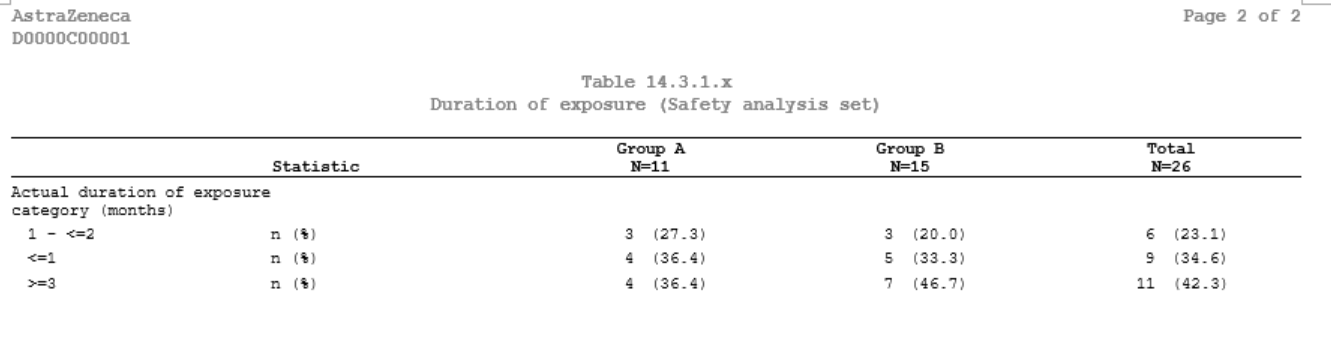 AstraZeneca Page 2 of 2
D0000C00001
Table 14.3.1.x
Duration of exposure (Safety analysis set)
Group A Group B Total
Statistic N=11 N=15 N=26
Actual duration of exposure
category (months)
1 - <=2 n (%) 3 (27.3) 3 (20.0) 6 (23.1)
<=1 n (%) 4 (36.4) 5 (33.3) 9 (34.6)
>=3 n (%) 4 (36.4) 7 (46.7) 11 (42.3)